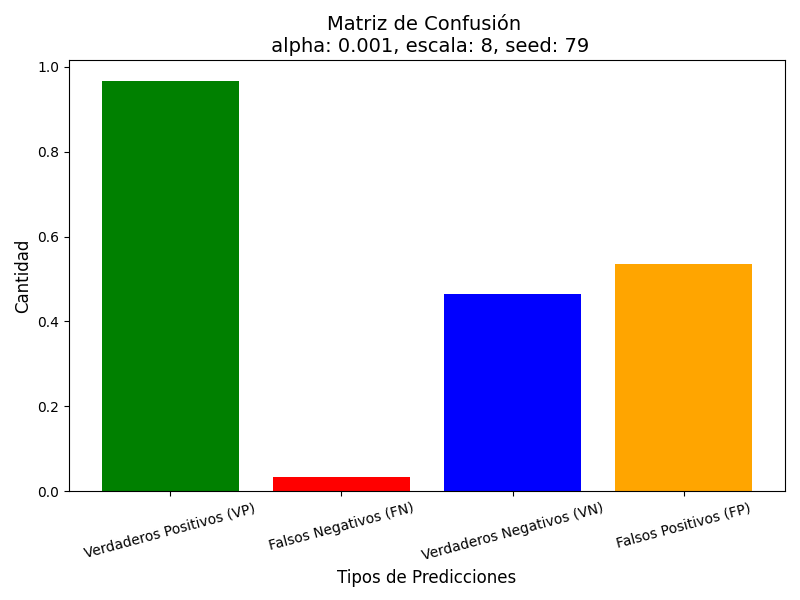 Matriz de Confusión
alpha: 0.001, escala: 8, seed: 79
Cantidad
1.0
0.8
0.6
0.4
0.2
0.0
Verdaderos Positivos (VP)
Falsos Negativos (FN)
Verdaderos Negativos (VN)
Falsos Positivos (FP)
Tipos de Predicciones